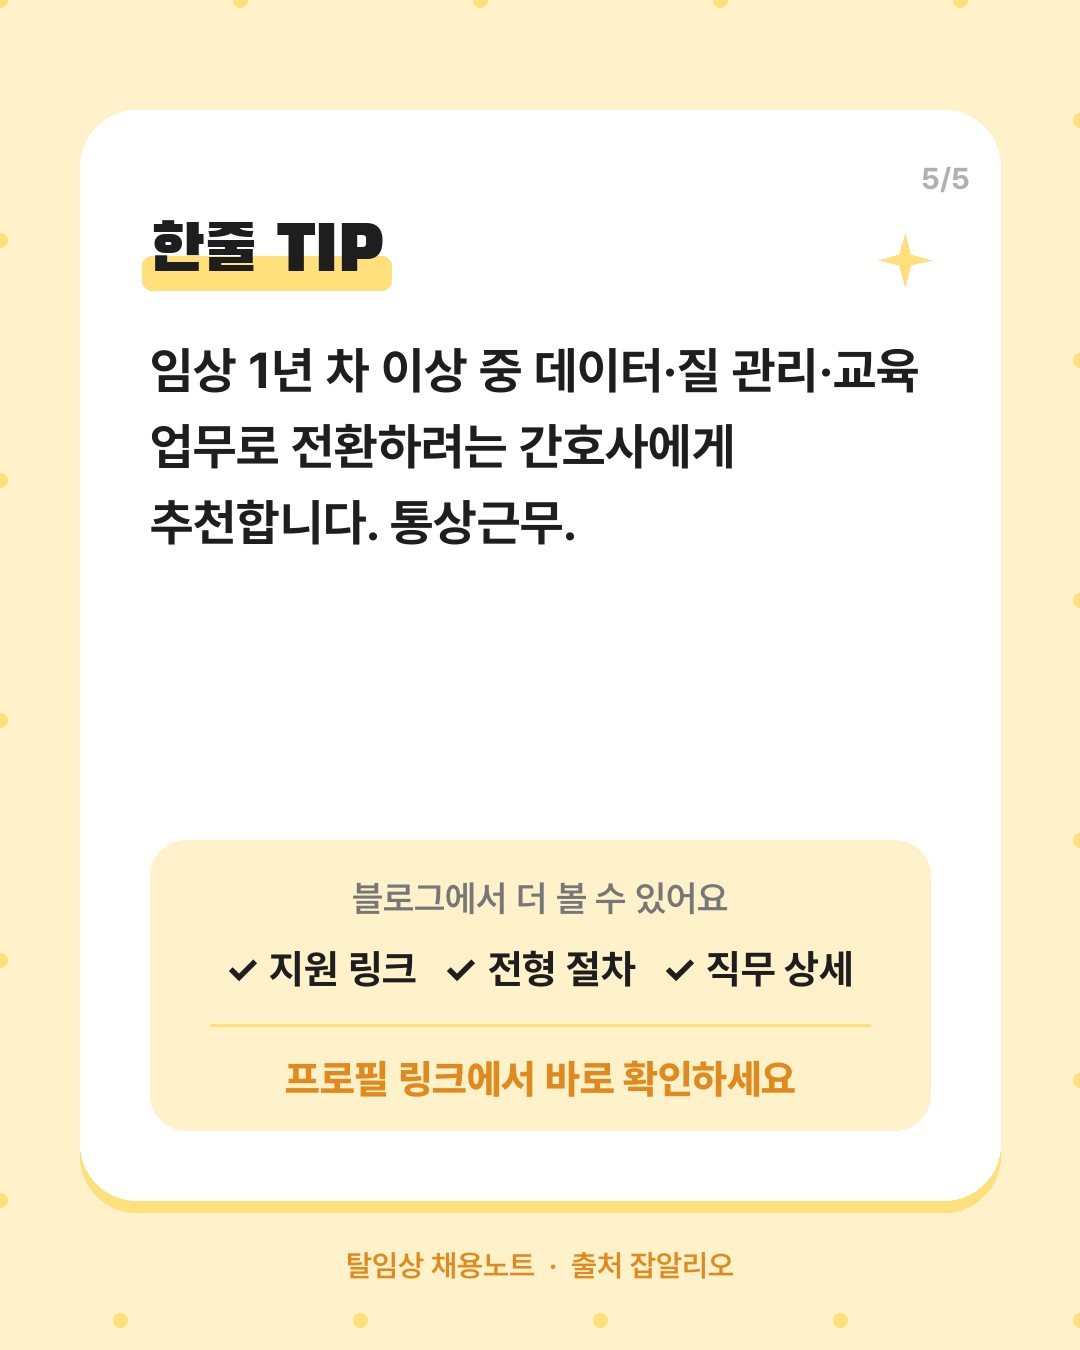 5/5
한줄 TIP
임상 1년 차 이상 중 데이터·질 관리·교육
업무로 전환하려는 간호사에게
추천합니다. 통상근무.
블로그에서 더 볼 수 있어요
✓ 지원 링크 ✓ 전형 절차 ✓ 직무 상세
프로필 링크에서 바로 확인하세요
탈임상 채용노트 · 출처 잡알리오